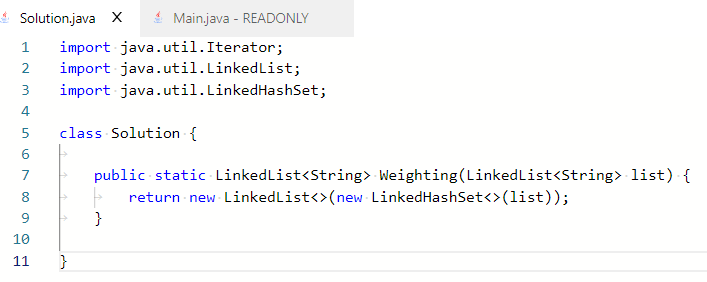 Solution.java X Main.java - READONLY
1 import java.util.Iterator;
2 import java.util.LinkedList;
3 import java.util.LinkedHashSet;
4
5 class Solution {
6
7 public static LinkedList<String> Weighting(LinkedList<String> list) {
8 return new LinkedList<>(new LinkedHashSet<>(list));
9 }
10
11 }